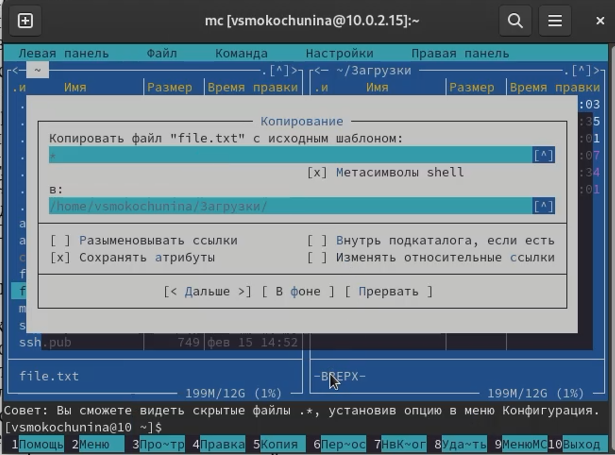 mc [vsmokochunina@10.0.2.15]:~
Левая панель Файл Команда Настройки Правая панель
<— ~ .[^]> <— ~/Загрузки .[^]>
.и Имя Размер Время правки .и Имя Размер Время правки
Копирование
Копировать файл "file.txt" с исходным шаблоном:
* [^]
[x] Метасимволы shell
в:
/home/vsmokochunina/Загрузки/ [^]
[ ] Разыменовывать ссылки [ ] Внутрь подкаталога, если есть
[x] Сохранять атрибуты [ ] Изменять относительные ссылки
[< Дальше >] [ В фоне ] [ Прервать ]
ssh.pub 749 фев 15 14:52
file.txt -ВВЕРХ-
199M/12G (1%) 199M/12G (1%)
Совет: Вы сможете видеть скрытые файлы .*, установив опцию в меню Конфигурация.
[vsmokochunina@10 ~]$
1Помощь 2Меню 3Про~тр 4Правка 5Копия 6Пер~ос 7НвК~ог 8Уда~ть 9МенюMC 10Выход